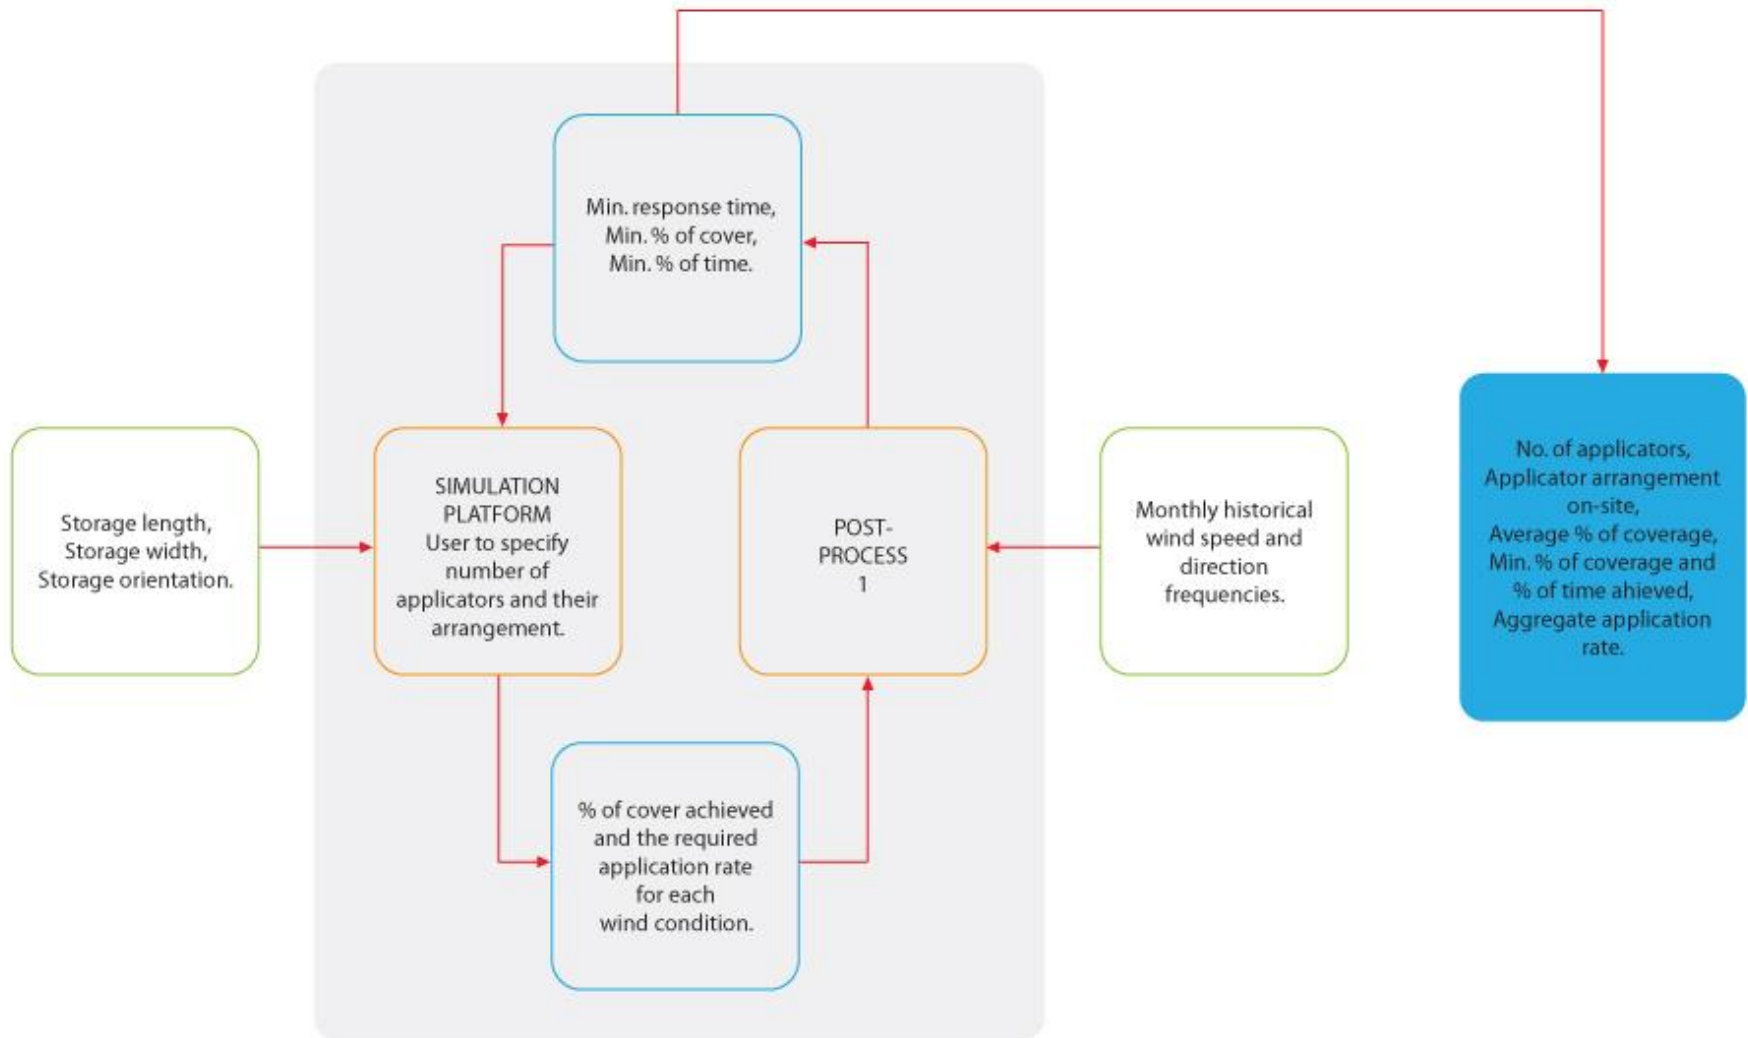 Min. response time,
Min. % of cover,
Min. % of time.
Storage length,
Storage width,
Storage orientation.
SIMULATION
PLATFORM
User to specify
number of
applicators and their
arrangement.
POST-
PROCESS
1
Monthly historical
wind speed and
direction
frequencies.
No. of applicators,
Applicator arrangement
on-site,
Average % of coverage,
Min. % of coverage and
% of time ahieved,
Aggregate application
rate.
% of cover achieved
and the required
application rate
for each
wind condition.